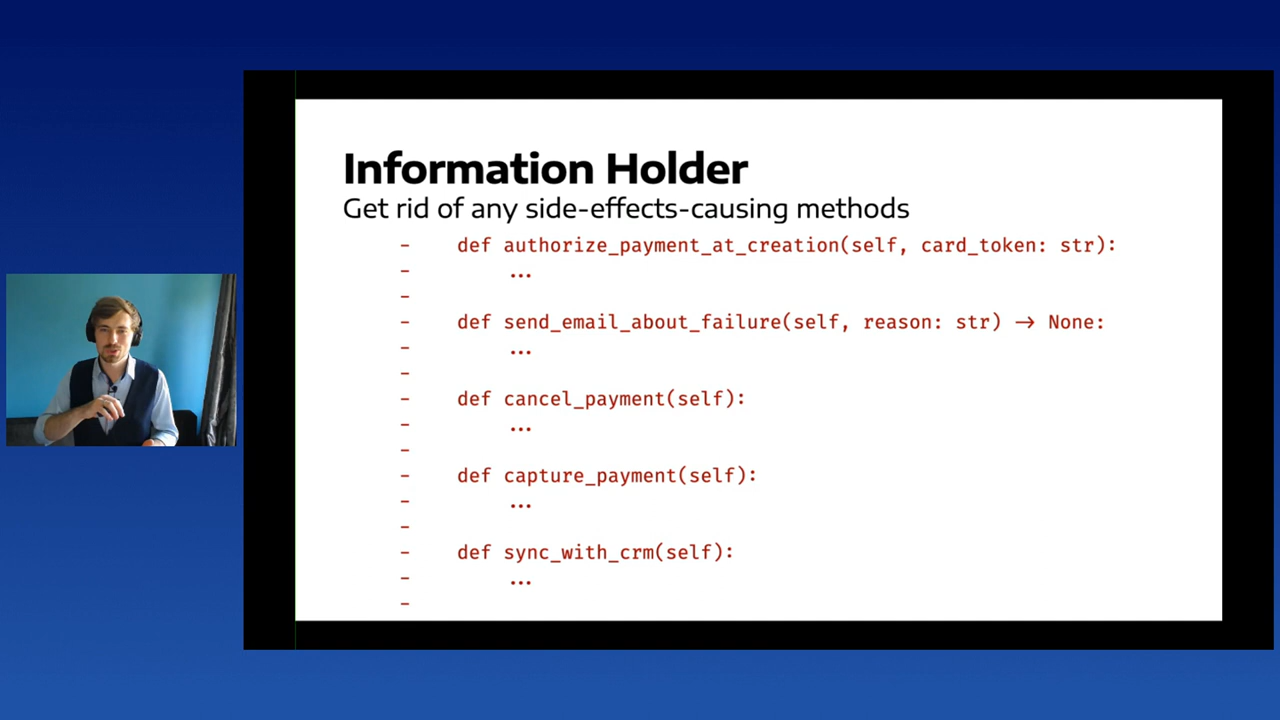 Information Holder
Get rid of any side-effects-causing methods
-    def authorize_payment_at_creation(self, card_token: str):
-        ...
-
-    def send_email_about_failure(self, reason: str) → None:
-        ...
-
-    def cancel_payment(self):
-        ...
-
-    def capture_payment(self):
-        ...
-
-    def sync_with_crm(self):
-        ...
-